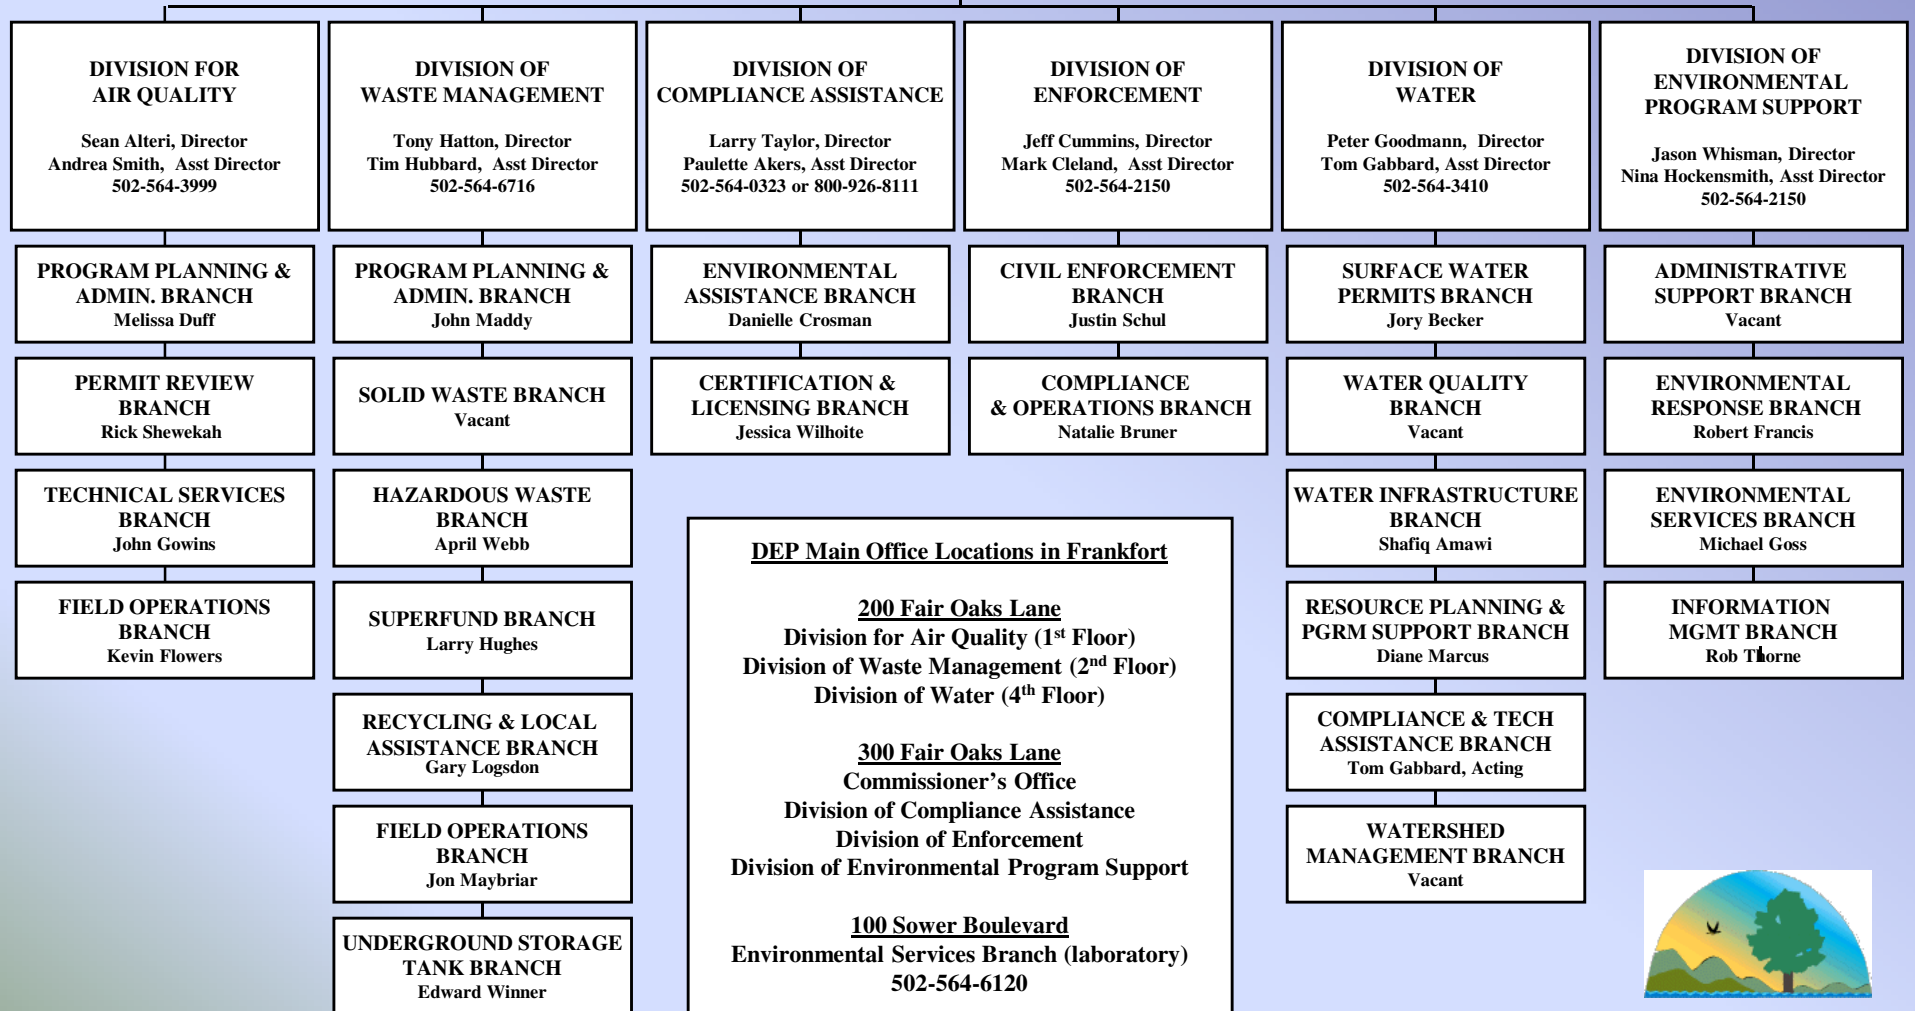 DIVISION FOR
AIR QUALITY
Sean Alteri, Director
Andrea Smith, Asst Director
502-564-3999
PROGRAM PLANNING &
ADMIN. BRANCH
Melissa Duff
PERMIT REVIEW
BRANCH
Rick Shewekah
TECHNICAL SERVICES
BRANCH
John Gowins
FIELD OPERATIONS
BRANCH
Kevin Flowers
DIVISION OF
WASTE MANAGEMENT
Tony Hatton, Director
Tim Hubbard, Asst Director
502-564-6716
PROGRAM PLANNING &
ADMIN. BRANCH
John Maddy
SOLID WASTE BRANCH
Vacant
HAZARDOUS WASTE
BRANCH
April Webb
SUPERFUND BRANCH
Larry Hughes
RECYCLING & LOCAL
ASSISTANCE BRANCH
Gary Logsdon
FIELD OPERATIONS
BRANCH
Jon Maybriar
UNDERGROUND STORAGE
TANK BRANCH
Edward Winner
DIVISION OF
COMPLIANCE ASSISTANCE
Larry Taylor, Director
Paulette Akers, Asst Director
502-564-0323 or 800-926-8111
ENVIRONMENTAL
ASSISTANCE BRANCH
Danielle Crosman
CERTIFICATION &
LICENSING BRANCH
Jessica Wilhoite
DIVISION OF
ENFORCEMENT
Jeff Cummins, Director
Mark Cleland, Asst Director
502-564-2150
CIVIL ENFORCEMENT
BRANCH
Justin Schul
COMPLIANCE
& OPERATIONS BRANCH
Natalie Bruner
DEP Main Office Locations in Frankfort
200 Fair Oaks Lane
Division for Air Quality (1st Floor)
Division of Waste Management (2nd Floor)
Division of Water (4th Floor)
300 Fair Oaks Lane
Commissioner’s Office
Division of Compliance Assistance
Division of Enforcement
Division of Environmental Program Support
100 Sower Boulevard
Environmental Services Branch (laboratory)
502-564-6120
DIVISION OF
WATER
Peter Goodmann, Director
Tom Gabbard, Asst Director
502-564-3410
SURFACE WATER
PERMITS BRANCH
Jory Becker
WATER QUALITY
BRANCH
Vacant
WATER INFRASTRUCTURE
BRANCH
Shafiq Amawi
RESOURCE PLANNING &
PGRM SUPPORT BRANCH
Diane Marcus
COMPLIANCE & TECH
ASSISTANCE BRANCH
Tom Gabbard, Acting
WATERSHED
MANAGEMENT BRANCH
Vacant
DIVISION OF
ENVIRONMENTAL
PROGRAM SUPPORT
Jason Whisman, Director
Nina Hockensmith, Asst Director
502-564-2150
ADMINISTRATIVE
SUPPORT BRANCH
Vacant
ENVIRONMENTAL
RESPONSE BRANCH
Robert Francis
ENVIRONMENTAL
SERVICES BRANCH
Michael Goss
INFORMATION
MGMT BRANCH
Rob Thorne